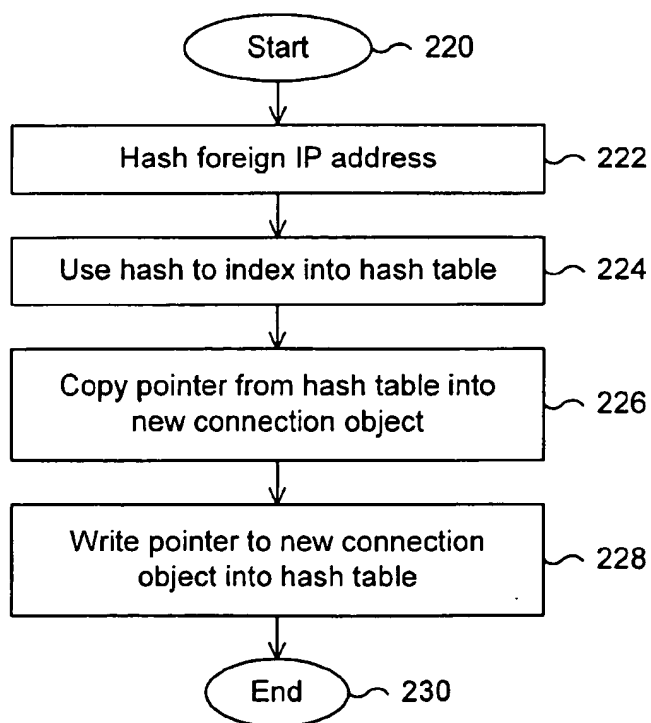 Start 220
Hash foreign IP address 222
Use hash to index into hash table 224
Copy pointer from hash table into
new connection object 226
Write pointer to new connection
object into hash table 228
End 230